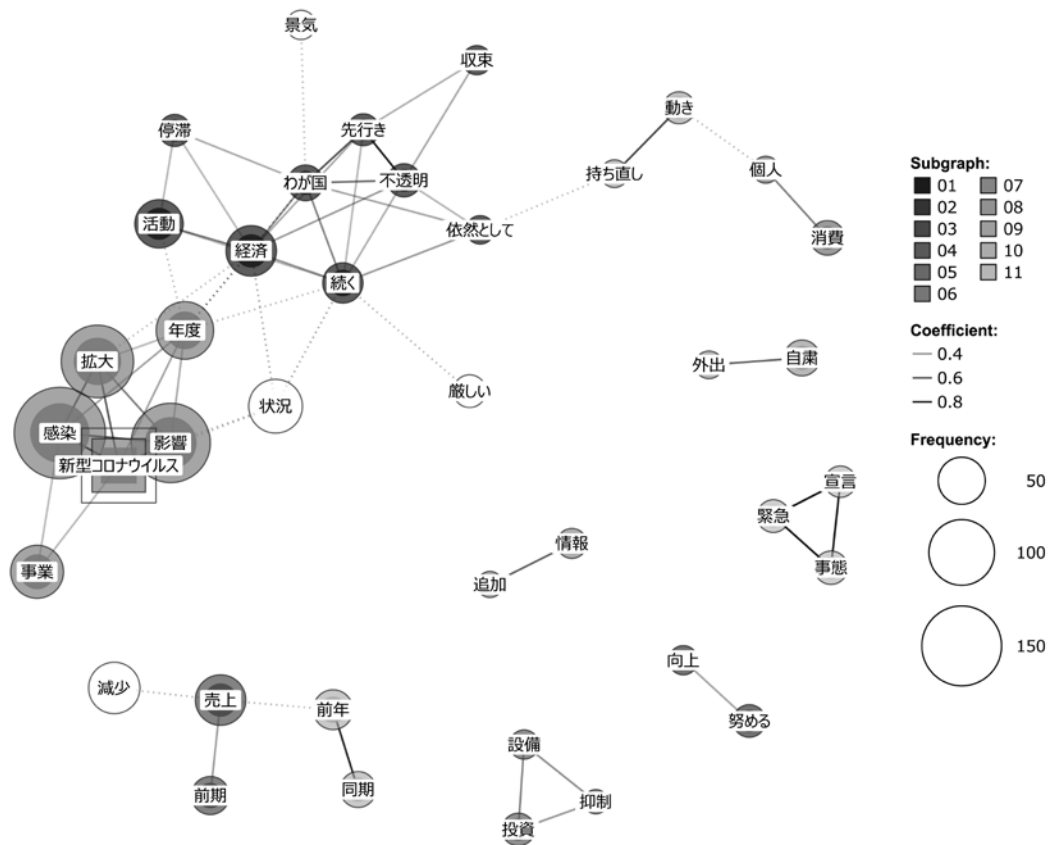 景気
収束
停滞
先行き
動き
わが国
不透明
持ち直し
個人
活動
経済
依然として
消費
続く
年度
拡大
外出
自粛
厳しい
状況
感染
影響
新型コロナウイルス
宣言
緊急
事態
情報
追加
事業
向上
減少
売上
前年
努める
設備
前期
同期
抑制
投資
Subgraph:
01
02
03
04
05
06
07
08
09
10
11
Coefficient:
0.4
0.6
0.8
Frequency:
50
100
150